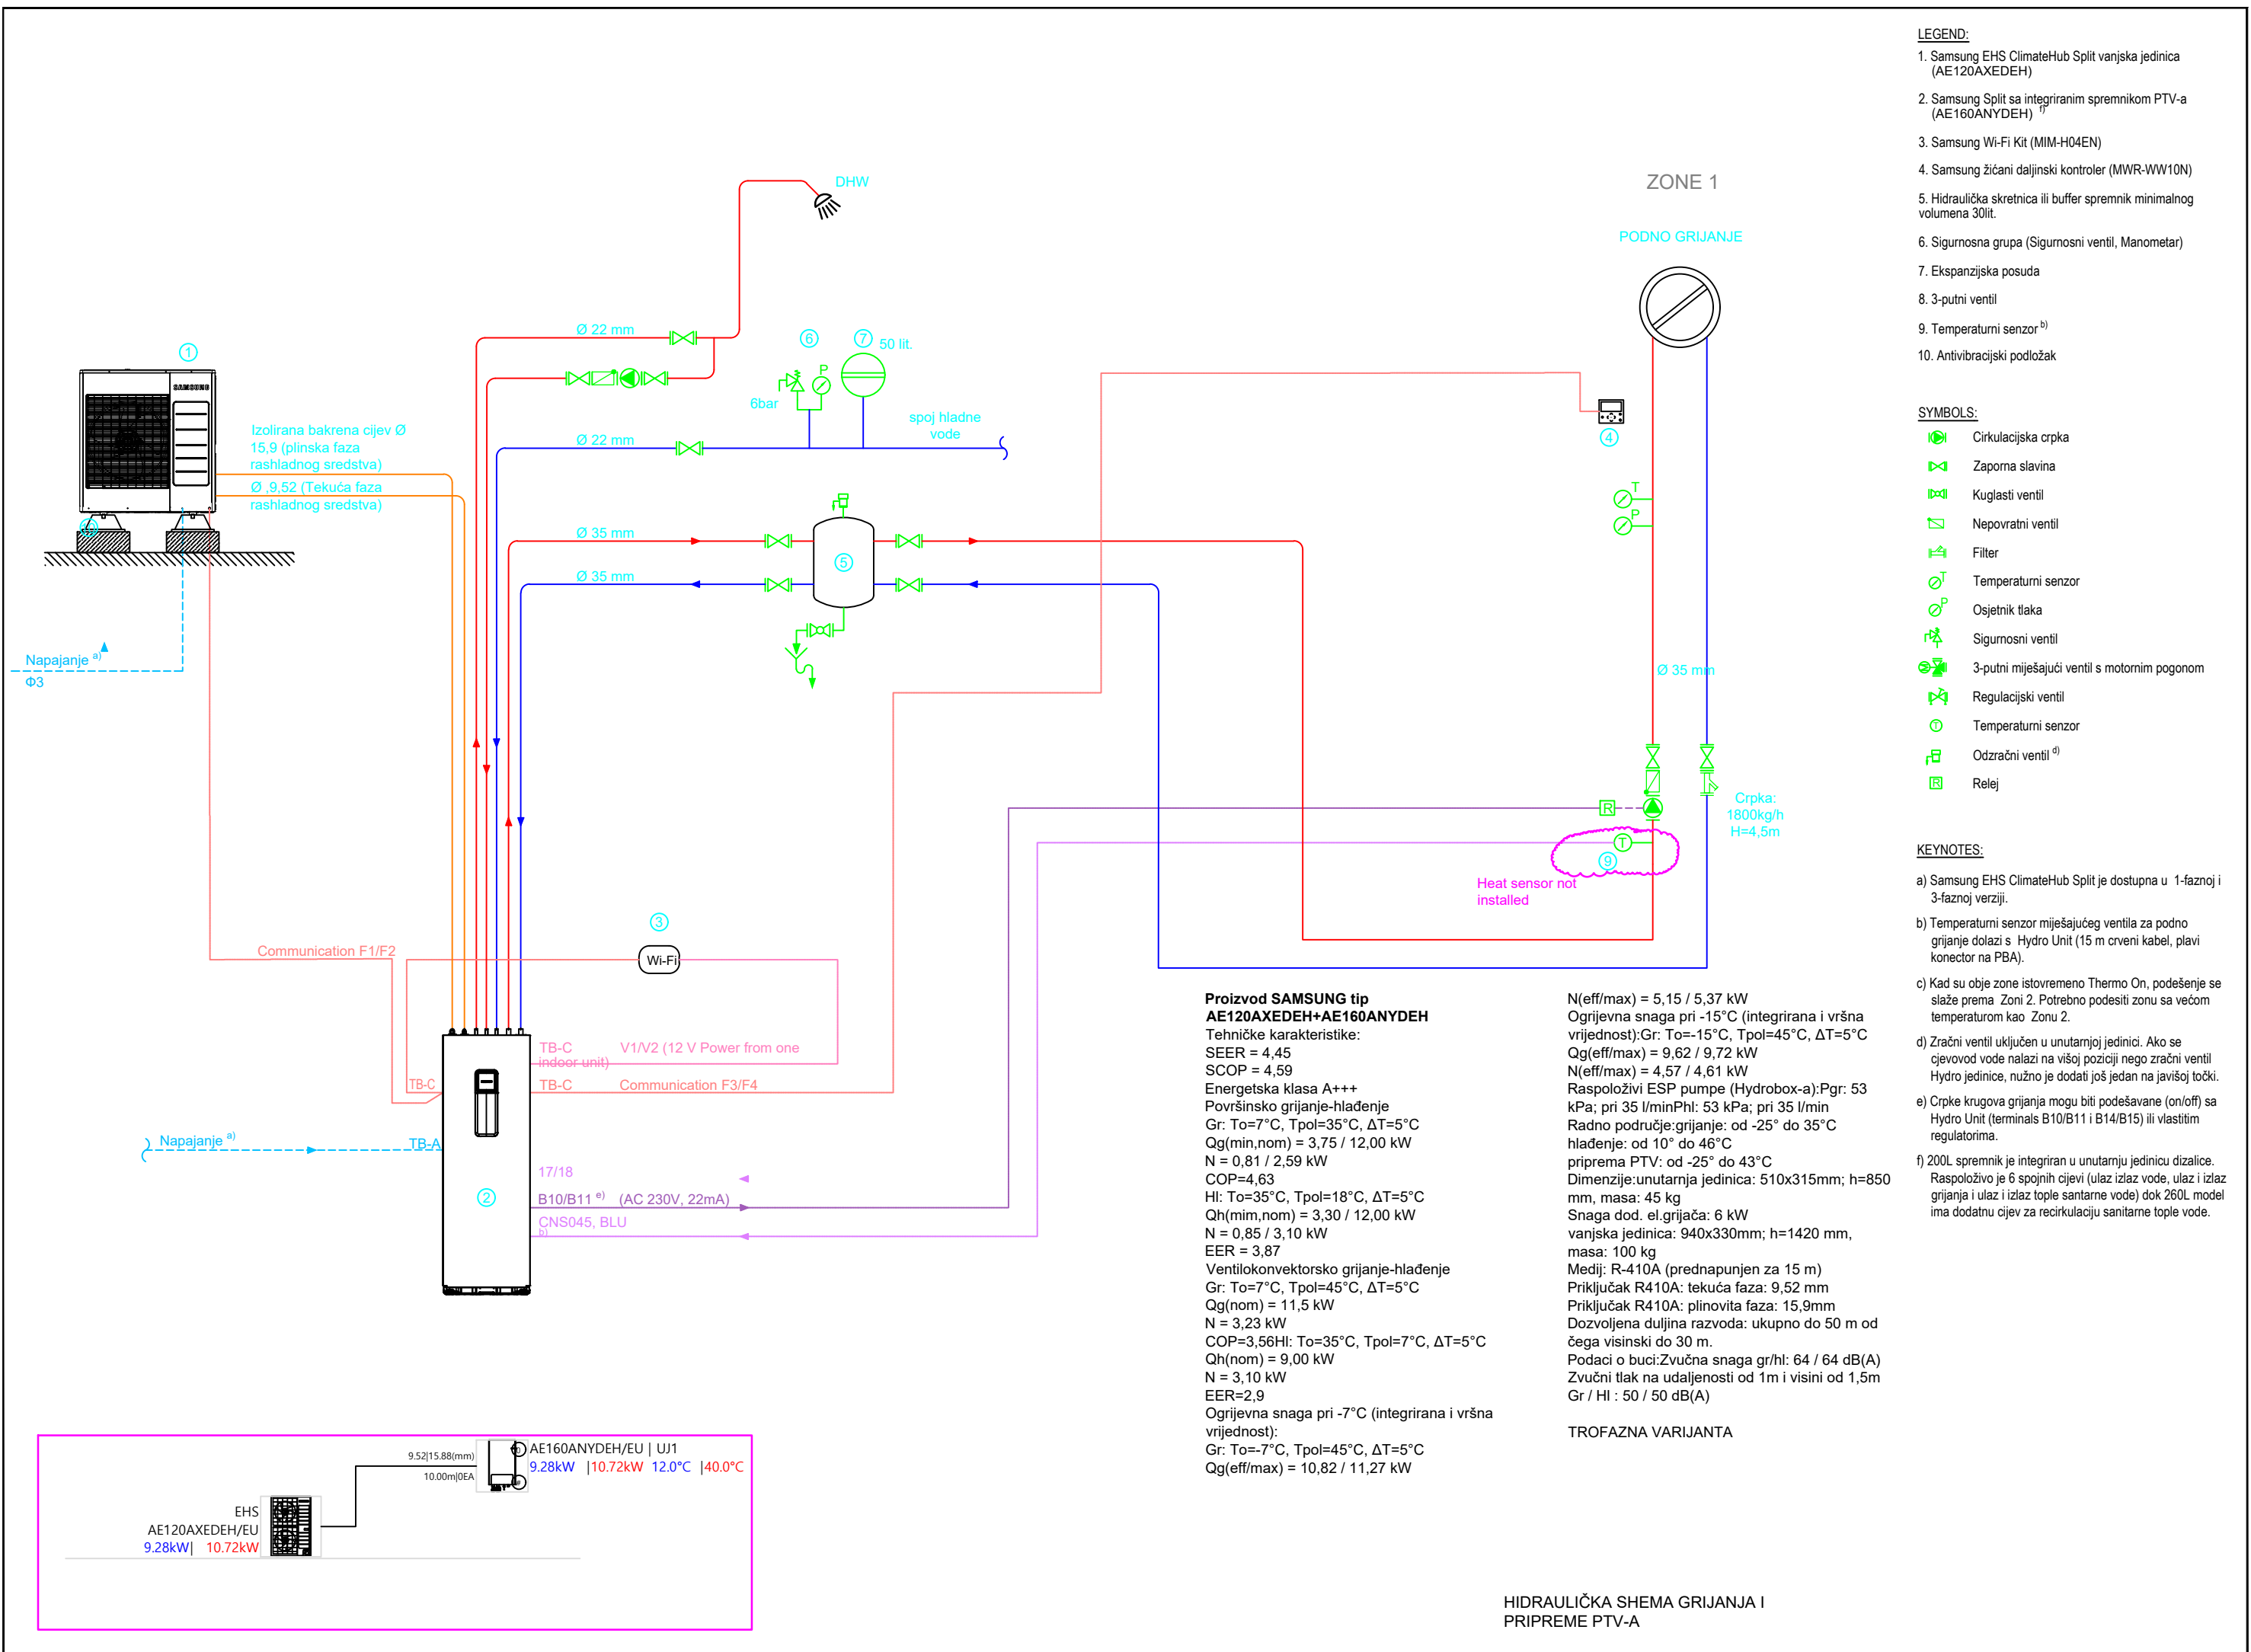 LEGEND:
1. Samsung EHS ClimateHub Split vanjska jedinica
(AE120AXEDEH)
2. Samsung Split sa integriranim spremnikom PTV-a
(AE160ANYDEH) f)
3. Samsung Wi-Fi Kit (MIM-H04EN)
4. Samsung žićani daljinski kontroler (MWR-WW10N)
5. Hidraulička skretnica ili buffer spremnik minimalnog
volumena 30lit.
6. Sigurnosna grupa (Sigurnosni ventil, Manometar)
7. Ekspanzijska posuda
8. 3-putni ventil
9. Temperaturni senzor b)
10. Antivibracijski podložak
SYMBOLS:
Cirkulacijska crpka
Zaporna slavina
Kuglasti ventil
Nepovratni ventil
Filter
T Temperaturni senzor
P Osjetnik tlaka
Sigurnosni ventil
3-putni miješajući ventil s motornim pogonom
Regulacijski ventil
T Temperaturni senzor
Odzračni ventil d)
R Relej
KEYNOTES:
a) Samsung EHS ClimateHub Split je dostupna u 1-faznoj i
3-faznoj verziji.
b) Temperaturni senzor miješajućeg ventila za podno
grijanje dolazi s Hydro Unit (15 m crveni kabel, plavi
konector na PBA).
c) Kad su obje zone istovremeno Thermo On, podešenje se
slaže prema Zoni 2. Potrebno podesiti zonu sa većom
temperaturom kao Zonu 2.
d) Zračni ventil uključen u unutarnjoj jedinici. Ako se
cjevovod vode nalazi na višoj poziciji nego zračni ventil
Hydro jedinice, nužno je dodati još jedan na javišoj točki.
e) Crpke krugova grijanja mogu biti podešavane (on/off) sa
Hydro Unit (terminals B10/B11 i B14/B15) ili vlastitim
regulatorima.
f) 200L spremnik je integriran u unutarnju jedinicu dizalice.
Raspoloživo je 6 spojnih cijevi (ulaz izlaz vode, ulaz i izlaz
grijanja i ulaz i izlaz tople santarne vode) dok 260L model
ima dodatnu cijev za recirkulaciju sanitarne tople vode.
DHW
ZONE 1
PODNO GRIJANJE
Ø 22 mm
6
7
50 lit.
P
6bar
1
SAMSUNG
Izolirana bakrena cijev Ø
15,9 (plinska faza
rashladnog sredstva)
Ø ,9,52 (Tekuća faza
rashladnog sredstva)
Ø 22 mm
spoj hladne
vode
4
T
P
Ø 35 mm
5
Ø 35 mm
Napajanje a)
Φ3
Ø 35 mm
R
Crpka:
1800kg/h
H=4,5m
T
9
Heat sensor not
installed
3
Wi-Fi
Communication F1/F2
TB-C V1/V2 (12 V Power from one
indoor unit)
TB-C
TB-C Communication F3/F4
Napajanje a)
TB-A
17/18
2
B10/B11 e) (AC 230V, 22mA)
CNS045, BLU
b)
Proizvod SAMSUNG tip
AE120AXEDEH+AE160ANYDEH
Tehničke karakteristike:
SEER = 4,45
SCOP = 4,59
Energetska klasa A+++
Površinsko grijanje-hlađenje
Gr: To=7°C, Tpol=35°C, ΔT=5°C
Qg(min,nom) = 3,75 / 12,00 kW
N = 0,81 / 2,59 kW
COP=4,63
Hl: To=35°C, Tpol=18°C, ΔT=5°C
Qh(mim,nom) = 3,30 / 12,00 kW
N = 0,85 / 3,10 kW
EER = 3,87
Ventilokonvektorsko grijanje-hlađenje
Gr: To=7°C, Tpol=45°C, ΔT=5°C
Qg(nom) = 11,5 kW
N = 3,23 kW
COP=3,56Hl: To=35°C, Tpol=7°C, ΔT=5°C
Qh(nom) = 9,00 kW
N = 3,10 kW
EER=2,9
Ogrijevna snaga pri -7°C (integrirana i vršna
vrijednost):
Gr: To=-7°C, Tpol=45°C, ΔT=5°C
Qg(eff/max) = 10,82 / 11,27 kW
N(eff/max) = 5,15 / 5,37 kW
Ogrijevna snaga pri -15°C (integrirana i vršna
vrijednost):Gr: To=-15°C, Tpol=45°C, ΔT=5°C
Qg(eff/max) = 9,62 / 9,72 kW
N(eff/max) = 4,57 / 4,61 kW
Raspoloživi ESP pumpe (Hydrobox-a):Pgr: 53
kPa; pri 35 l/minPhl: 53 kPa; pri 35 l/min
Radno područje:grijanje: od -25° do 35°C
hlađenje: od 10° do 46°C
priprema PTV: od -25° do 43°C
Dimenzije:unutarnja jedinica: 510x315mm; h=850
mm, masa: 45 kg
Snaga dod. el.grijača: 6 kW
vanjska jedinica: 940x330mm; h=1420 mm,
masa: 100 kg
Medij: R-410A (prednapunjen za 15 m)
Priključak R410A: tekuća faza: 9,52 mm
Priključak R410A: plinovita faza: 15,9mm
Dozvoljena duljina razvoda: ukupno do 50 m od
čega visinski do 30 m.
Podaci o buci:Zvučna snaga gr/hl: 64 / 64 dB(A)
Zvučni tlak na udaljenosti od 1m i visini od 1,5m
Gr / Hl : 50 / 50 dB(A)
TROFAZNA VARIJANTA
9.52|15.88(mm)
10.00m|0EA
AE160ANYDEH/EU | UJ1
9.28kW |10.72kW 12.0°C |40.0°C
EHS
AE120AXEDEH/EU
9.28kW| 10.72kW
HIDRAULIČKA SHEMA GRIJANJA I
PRIPREME PTV-A